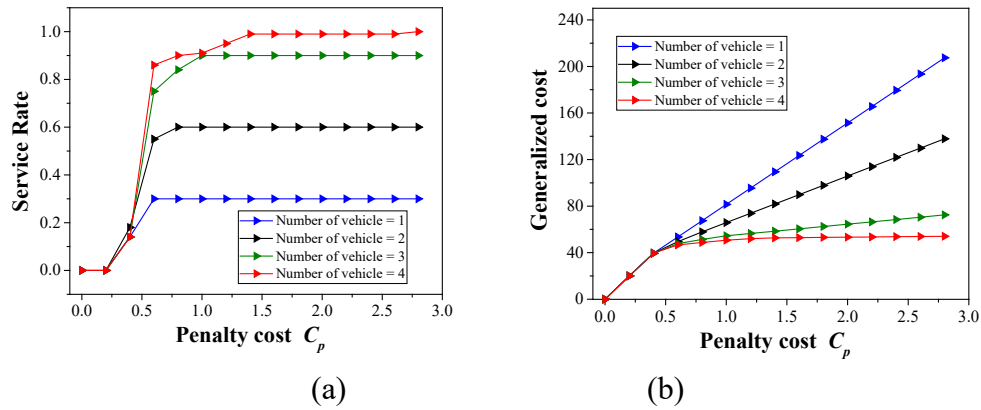 1.0
0.8
0.6
0.4
0.2
0.0
Service Rate
Number of vehicle = 1
Number of vehicle = 2
Number of vehicle = 3
Number of vehicle = 4
0.0 0.5 1.0 1.5 2.0 2.5 3.0
Penalty cost C_p
(a)
240
200
160
120
80
40
0
Generalized cost
Number of vehicle = 1
Number of vehicle = 2
Number of vehicle = 3
Number of vehicle = 4
0.0 0.5 1.0 1.5 2.0 2.5 3.0
Penalty cost C_p
(b)